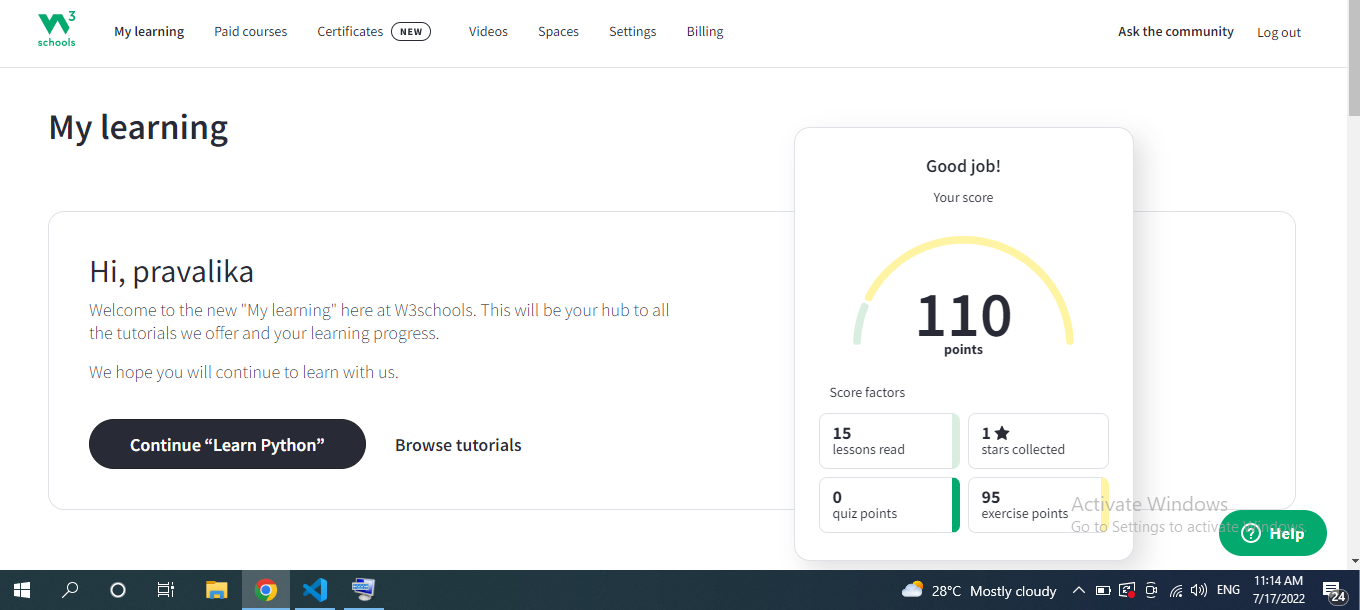 W3
schools
My learning
Paid courses
Certificates
NEW
Videos
Spaces
Settings
Billing
Ask the community
Log out
My learning
Hi, pravalika
Welcome to the new "My learning" here at W3schools. This will be your hub to all
the tutorials we offer and your learning progress.
We hope you will continue to learn with us.
Continue “Learn Python”
Browse tutorials
Good job!
Your score
110
points
Score factors
15
lessons read
1
stars collected
0
quiz points
95
exercise points
Activate Windows
Go to Settings to activate Windows.
Help
28°C Mostly cloudy
ENG
11:14 AM
7/17/2022
24